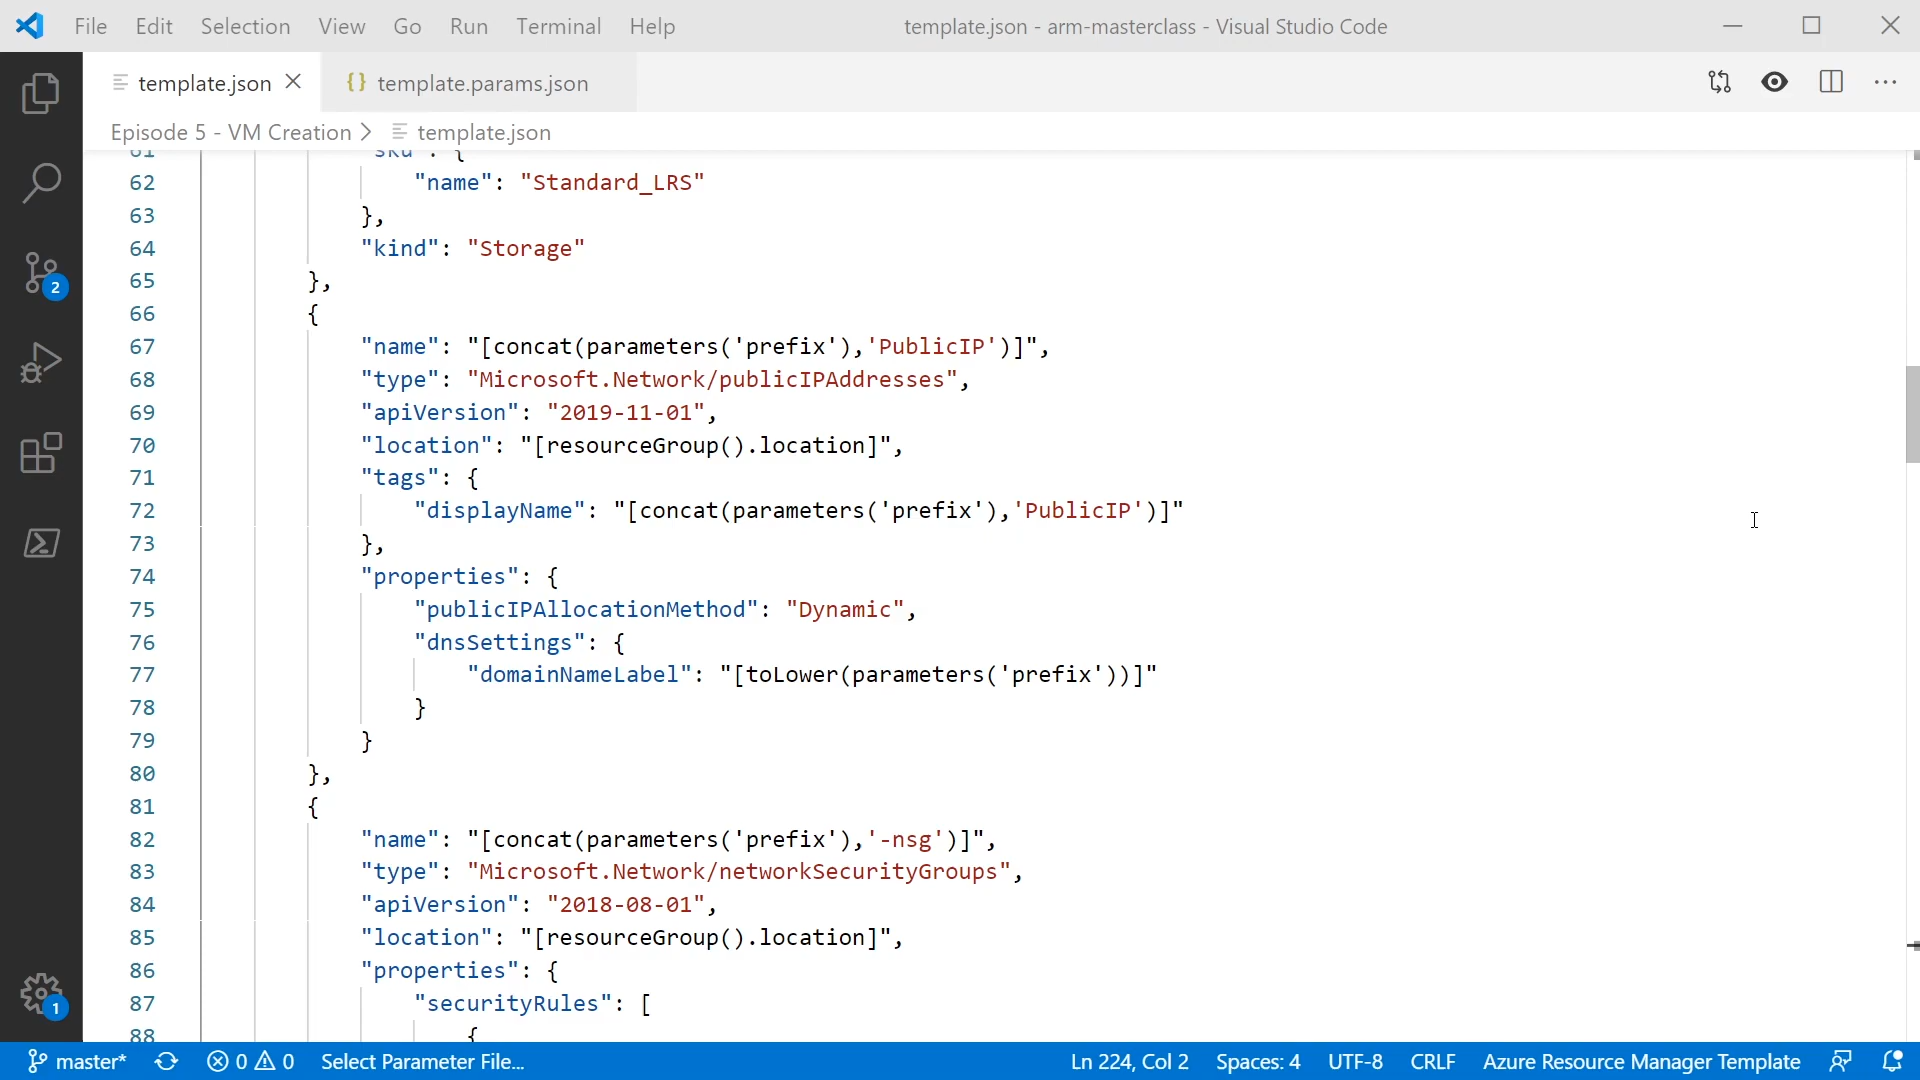 File Edit Selection View Go Run Terminal Help template.json - arm-masterclass - Visual Studio Code
template.json template.params.json
Episode 5 - VM Creation > template.json
61 "sku": {
62 "name": "Standard_LRS"
63 },
64 "kind": "Storage"
65 },
66 {
67 "name": "[concat(parameters('prefix'),'PublicIP')]",
68 "type": "Microsoft.Network/publicIPAddresses",
69 "apiVersion": "2019-11-01",
70 "location": "[resourceGroup().location]",
71 "tags": {
72 "displayName": "[concat(parameters('prefix'),'PublicIP')]"
73 },
74 "properties": {
75 "publicIPAllocationMethod": "Dynamic",
76 "dnsSettings": {
77 "domainNameLabel": "[toLower(parameters('prefix'))]"
78 }
79 }
80 },
81 {
82 "name": "[concat(parameters('prefix'),'-nsg')]",
83 "type": "Microsoft.Network/networkSecurityGroups",
84 "apiVersion": "2018-08-01",
85 "location": "[resourceGroup().location]",
86 "properties": {
87 "securityRules": [
88 {
2
1
master* 0 0 Select Parameter File... Ln 224, Col 2 Spaces: 4 UTF-8 CRLF Azure Resource Manager Template